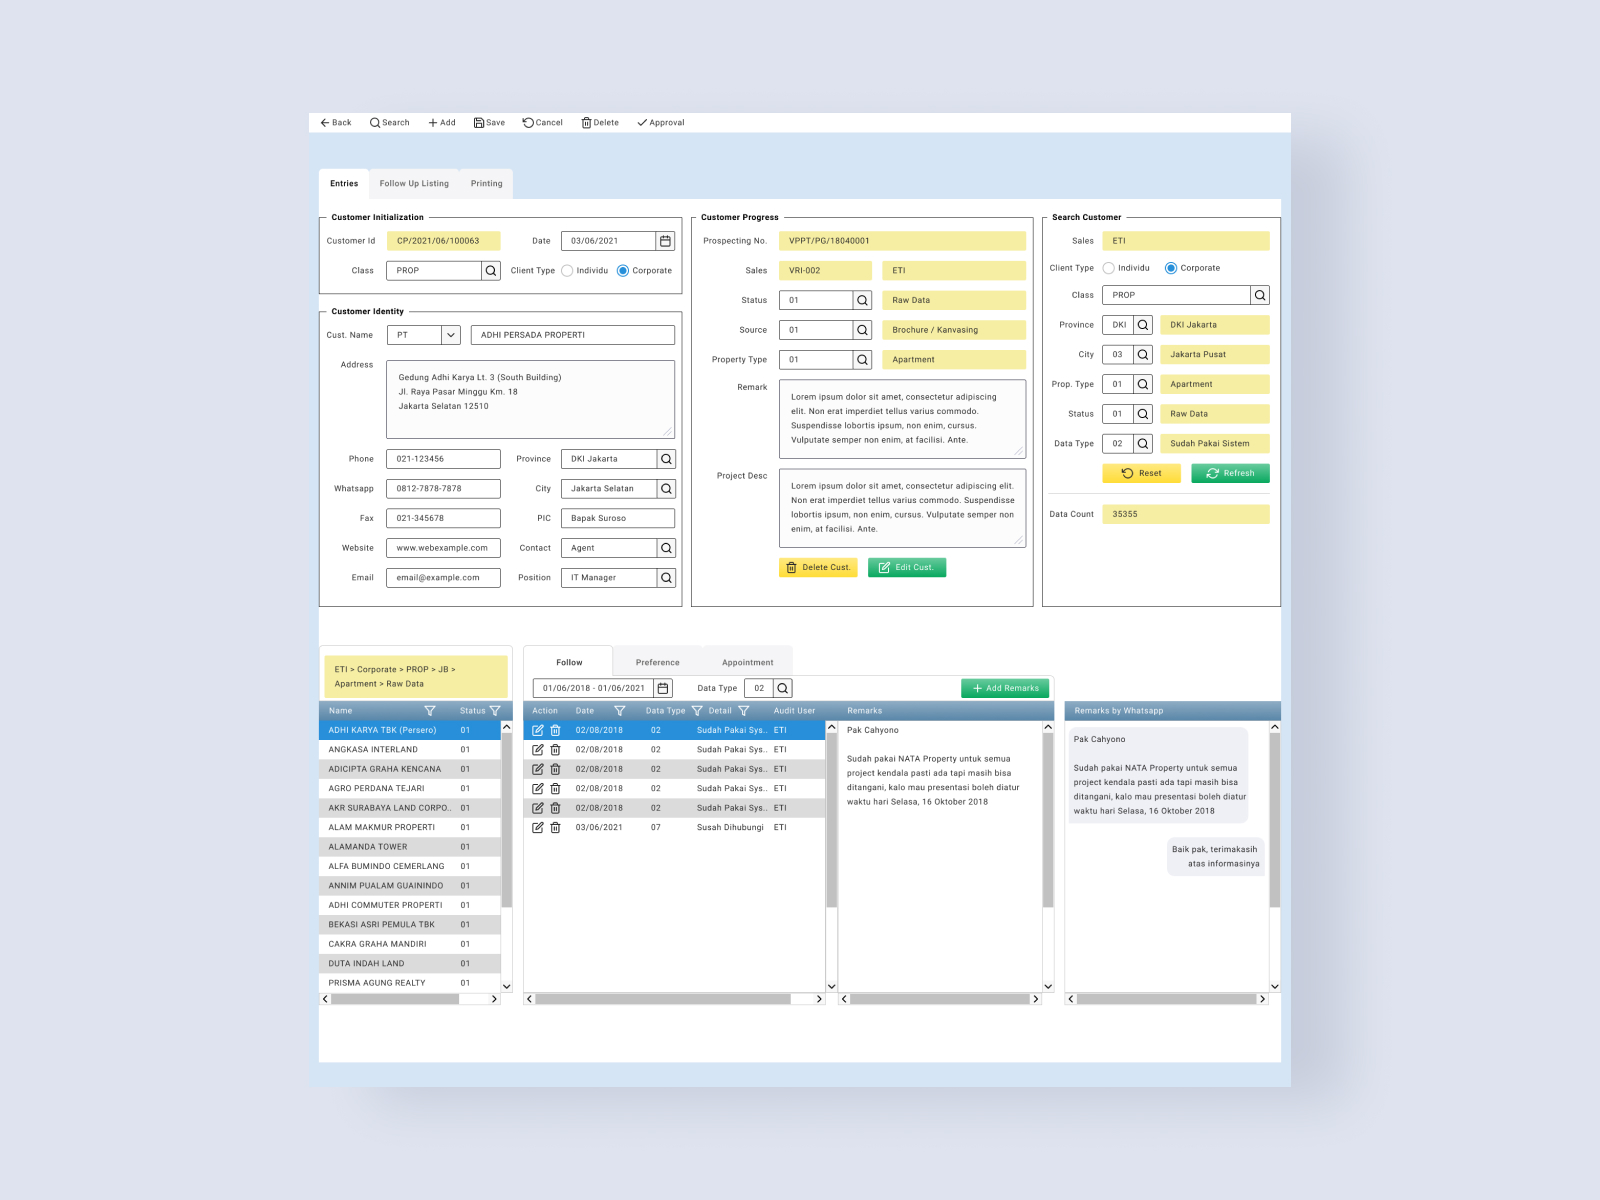 Back Search Add Save Cancel Delete Approval
Entries Follow Up Listing Printing
Customer Initialization
Customer Id CP/2021/06/100063 Date 03/06/2021
Class PROP Client Type Individu Corporate
Customer Identity
Cust. Name PT ADHI PERSADA PROPERTI
Address
Gedung Adhi Karya Lt. 3 (South Building)
Jl. Raya Pasar Minggu Km. 18
Jakarta Selatan 12510
Phone 021-123456 Province DKI Jakarta
Whatsapp 0812-7878-7878 City Jakarta Selatan
Fax 021-345678 PIC Bapak Suroso
Website www.webexample.com Contact Agent
Email email@example.com Position IT Manager
Customer Progress
Prospecting No. VPPT/PG/18040001
Sales VRI-002 ETI
Status 01 Raw Data
Source 01 Brochure / Kanvasing
Property Type 01 Apartment
Remark
Lorem ipsum dolor sit amet, consectetur adipiscing
elit. Non erat imperdiet tellus varius commodo.
Suspendisse lobortis ipsum, non enim, cursus.
Vulputate semper non enim, at facilisi. Ante.
Project Desc
Lorem ipsum dolor sit amet, consectetur adipiscing elit.
Non erat imperdiet tellus varius commodo. Suspendisse
lobortis ipsum, non enim, cursus. Vulputate semper non
enim, at facilisi. Ante.
Delete Cust. Edit Cust.
Search Customer
Sales ETI
Client Type Individu Corporate
Class PROP
Province DKI DKI Jakarta
City 03 Jakarta Pusat
Prop. Type 01 Apartment
Status 01 Raw Data
Data Type 02 Sudah Pakai Sistem
Reset Refresh
Data Count 35355
ETI > Corporate > PROP > JB >
Apartment > Raw Data
Name Status
ADHI KARYA TBK (Persero) 01
ANGKASA INTERLAND 01
ADICIPTA GRAHA KENCANA 01
AGRO PERDANA TEJARI 01
AKR SURABAYA LAND CORPO.. 01
ALAM MAKMUR PROPERTI 01
ALAMANDA TOWER 01
ALFA BUMINDO CEMERLANG 01
ANNIM PUALAM GUAININDO 01
ADHI COMMUTER PROPERTI 01
BEKASI ASRI PEMULA TBK 01
CAKRA GRAHA MANDIRI 01
DUTA INDAH LAND 01
PRISMA AGUNG REALTY 01
Follow Preference Appointment
01/06/2018 - 01/06/2021 Data Type 02 Add Remarks
Action Date Data Type Detail Audit User
02/08/2018 02 Sudah Pakai Sys.. ETI
02/08/2018 02 Sudah Pakai Sys.. ETI
02/08/2018 02 Sudah Pakai Sys.. ETI
02/08/2018 02 Sudah Pakai Sys.. ETI
02/08/2018 02 Sudah Pakai Sys.. ETI
03/06/2021 07 Susah Dihubungi ETI
Remarks
Pak Cahyono
Sudah pakai NATA Property untuk semua
project kendala pasti ada tapi masih bisa
ditangani, kalo mau presentasi boleh diatur
waktu hari Selasa, 16 Oktober 2018
Remarks by Whatsapp
Pak Cahyono
Sudah pakai NATA Property untuk semua
project kendala pasti ada tapi masih bisa
ditangani, kalo mau presentasi boleh diatur
waktu hari Selasa, 16 Oktober 2018
Baik pak, terimakasih
atas informasinya